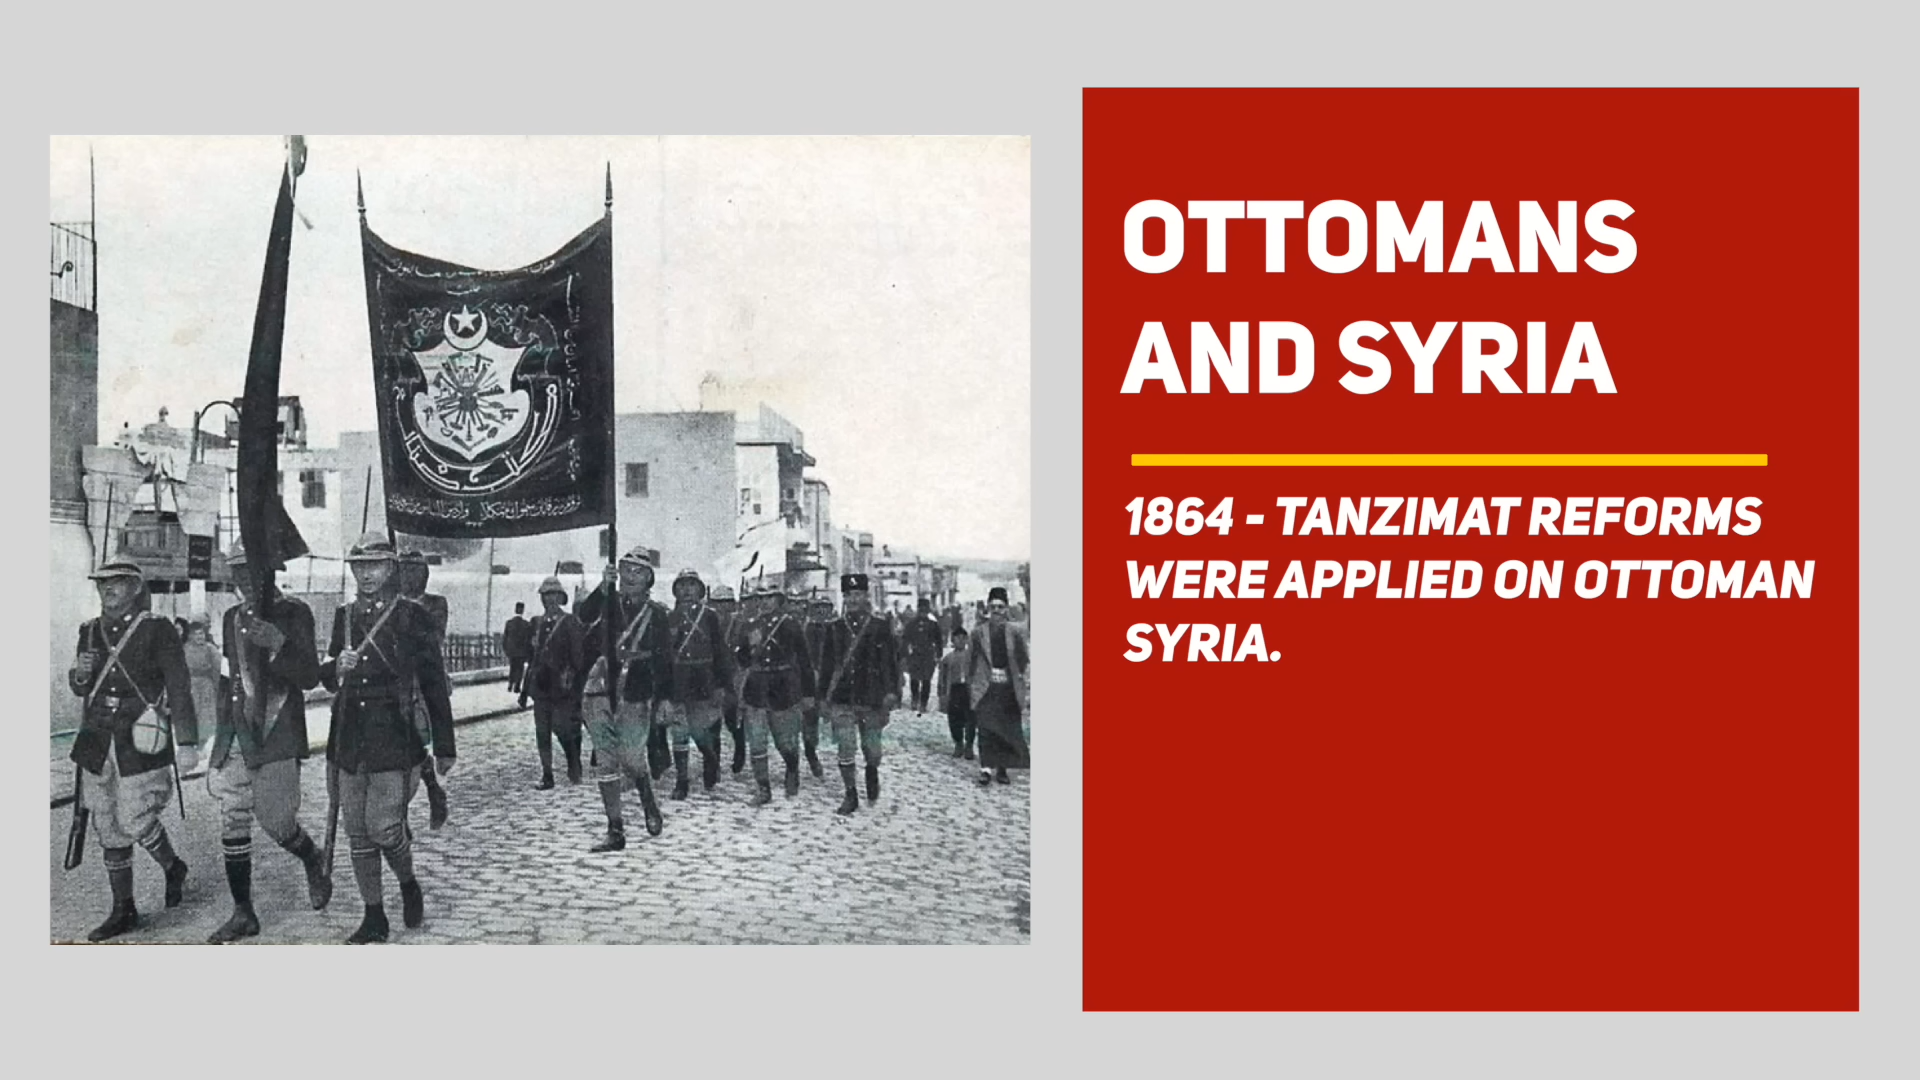 OTTOMANS
AND SYRIA
1864 - TANZIMAT REFORMS
WERE APPLIED ON OTTOMAN
SYRIA.